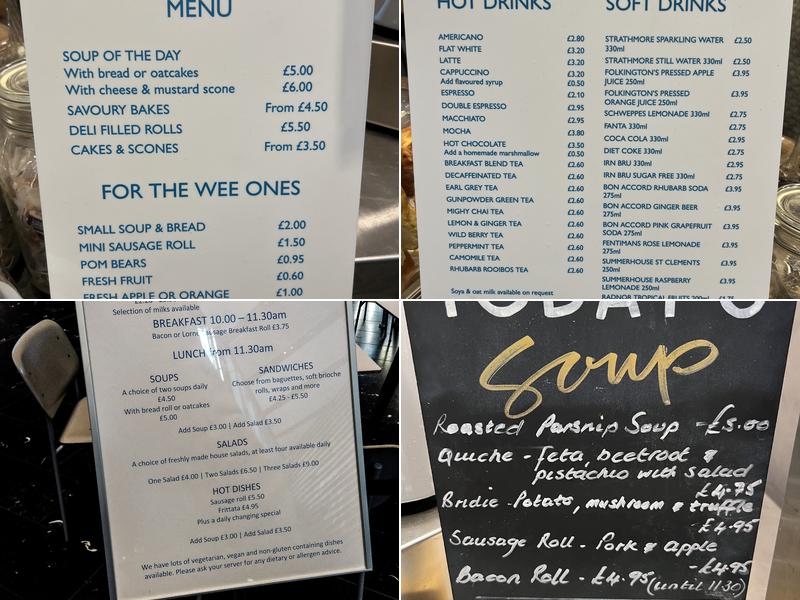 MENU
SOUP OF THE DAY
With bread or oatcakes £5.00
With cheese & mustard scone £6.00
SAVOURY BAKES From £4.50
DELI FILLED ROLLS £5.50
CAKES & SCONES From £3.50
FOR THE WEE ONES
SMALL SOUP & BREAD £2.00
MINI SAUSAGE ROLL £1.50
POM BEARS £0.95
FRESH FRUIT £0.60
FRESH APPLE OR ORANGE £1.00
HOT DRINKS
AMERICANO £2.80
FLAT WHITE £3.20
LATTE £3.20
CAPPUCCINO £3.20
Add flavoured syrup £0.50
ESPRESSO £2.10
DOUBLE ESPRESSO £2.95
MACCHIATO £2.95
MOCHA £3.80
HOT CHOCOLATE £3.50
Add a homemade marshmallow £0.50
BREAKFAST BLEND TEA £2.60
DECAFFEINATED TEA £2.60
EARL GREY TEA £2.60
GUNPOWDER GREEN TEA £2.60
MIGHY CHAI TEA £2.60
LEMON & GINGER TEA £2.60
WILD BERRY TEA £2.60
PEPPERMINT TEA £2.60
CAMOMILE TEA £2.60
RHUBARB ROOIBOS TEA £2.60
Soya & oat milk available on request
SOFT DRINKS
STRATHMORE SPARKLING WATER £2.50
330ml
STRATHMORE STILL WATER 330ml £2.50
FOLKINGTON'S PRESSED APPLE £3.95
JUICE 250ml
FOLKINGTON'S PRESSED £3.95
ORANGE JUICE 250ml
SCHWEPPES LEMONADE 330ml £2.75
FANTA 330ml £2.75
COCA COLA 330ml £2.95
DIET COKE 330ml £2.75
IRN BRU 330ml £2.95
IRN BRU SUGAR FREE 330ml £2.75
BON ACCORD RHUBARB SODA £3.95
275ml
BON ACCORD GINGER BEER £3.95
275ml
BON ACCORD PINK GRAPEFRUIT £3.95
SODA 275ml
FENTIMANS ROSE LEMONADE £3.95
275ml
SUMMERHOUSE ST CLEMENTS £3.95
250ml
SUMMERHOUSE RASPBERRY £3.95
LEMONADE 250ml
RADNOR TROPICAL FRUITS 200ml £1.75
Selection of milks available
BREAKFAST 10.00 – 11.30am
Bacon or Lorne Sausage Breakfast Roll £3.75
LUNCH from 11.30am
SOUPS
A choice of two soups daily
£4.50
With bread roll or oatcakes
£5.00
SANDWICHES
Choose from baguettes, soft brioche
rolls, wraps and more
£4.25 - £5.50
Add Soup £3.00 | Add Salad £3.50
SALADS
A choice of freshly made house salads, at least four available daily
One Salad £4.00 | Two Salads £6.50 | Three Salads £9.00
HOT DISHES
Sausage roll £5.50
Frittata £4.95
Plus a daily changing special
Add Soup £3.00 | Add Salad £3.50
We have lots of vegetarian, vegan and non-gluten containing dishes
available. Please ask your server for any dietary or allergen advice.
TODAY'S
Soup
Roasted Parsnip Soup - £5.00
Quiche - Feta, beetroot &
pistachio with salad
£4.75
Bridie - Potato, mushroom & truffle
- £4.95
Sausage Roll - Pork & apple
- £4.95
Bacon Roll - £4.95 (until 11:30)